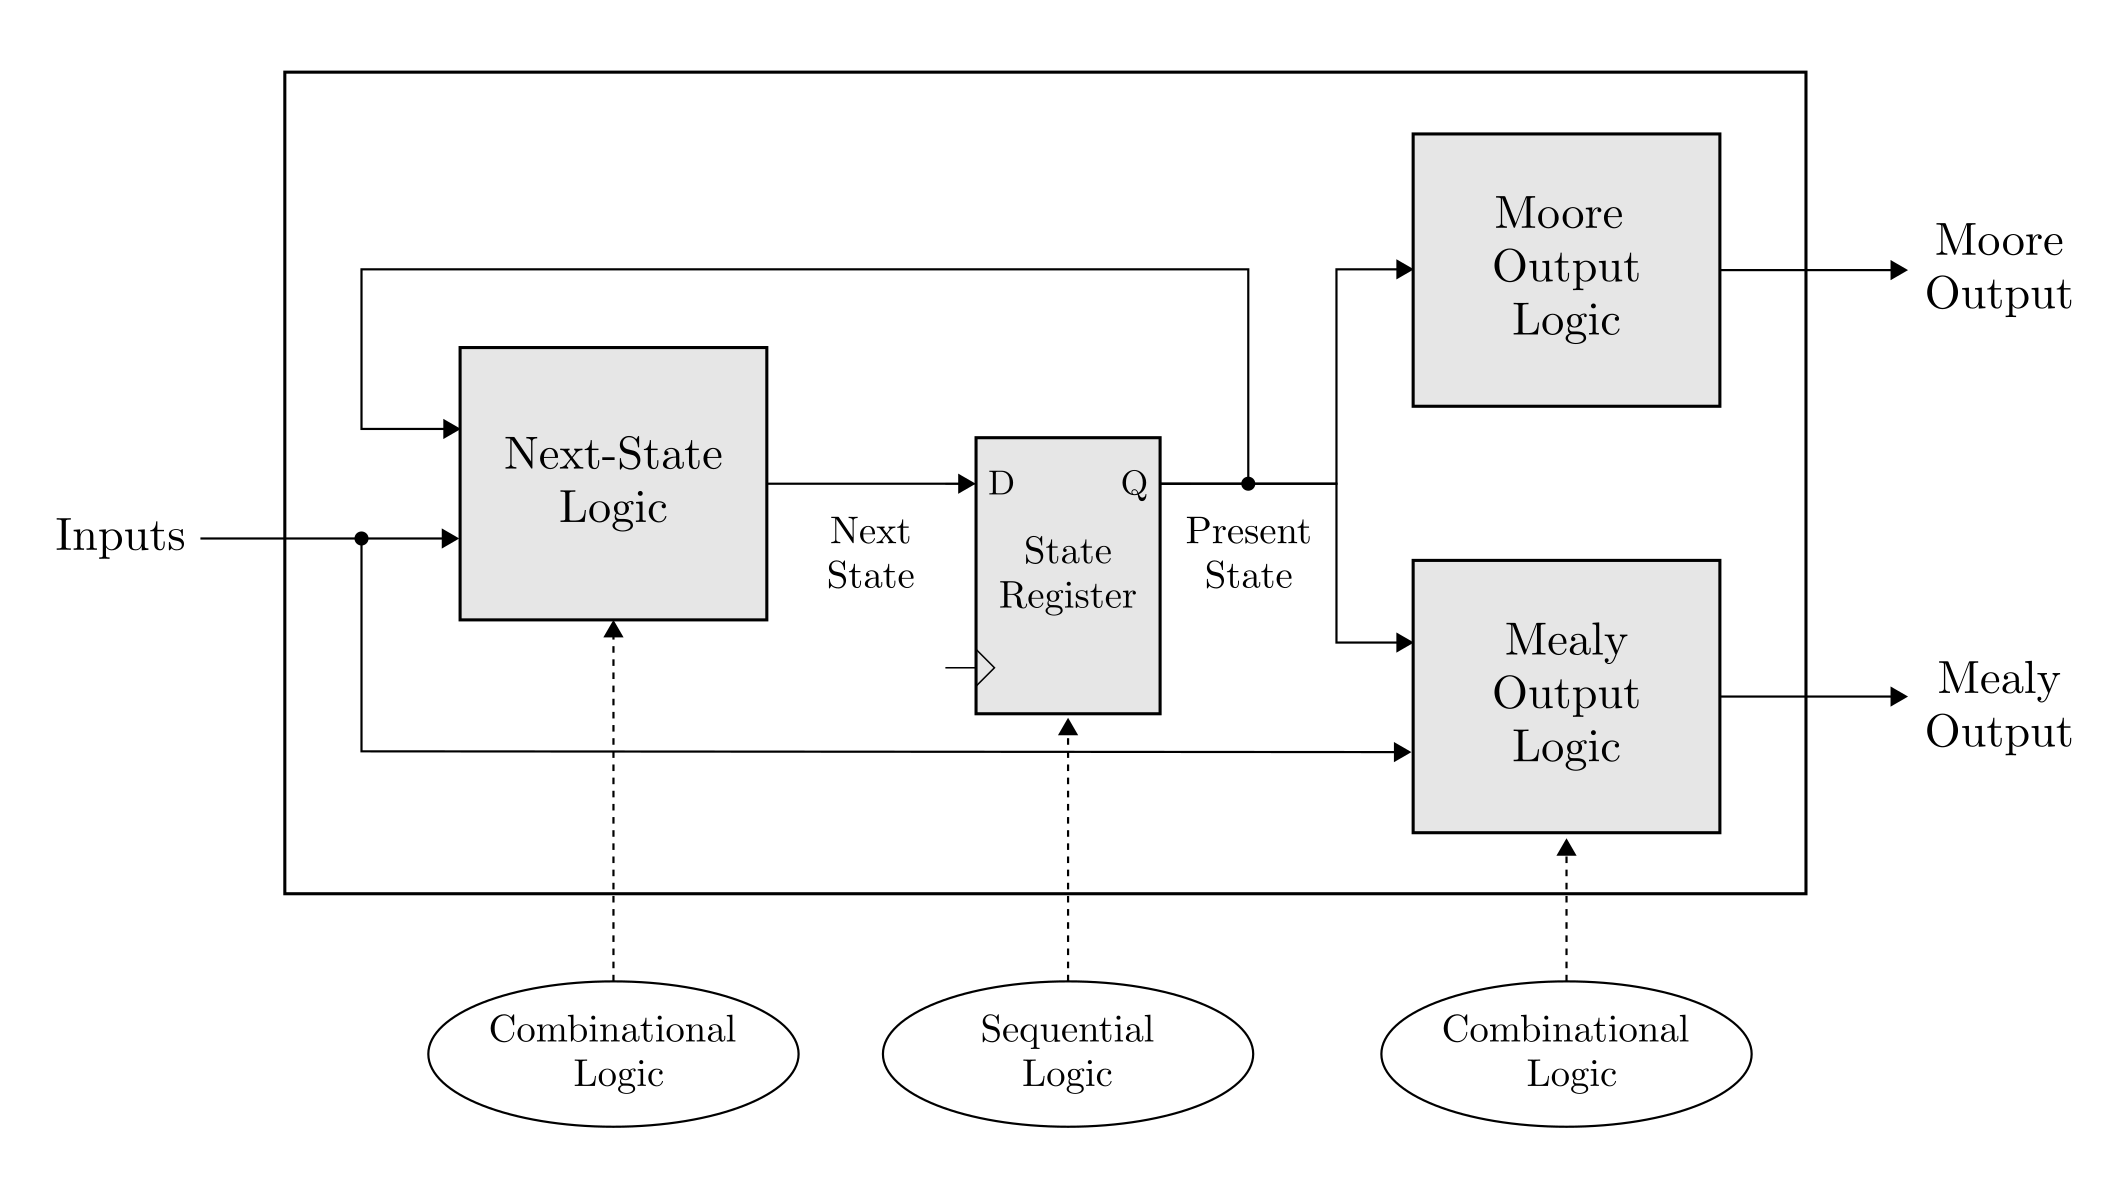 Moore
Output
Logic
Moore
Output
Next-State
Logic
Inputs
D
Q
Next
State
State
Register
Present
State
Mealy
Output
Logic
Mealy
Output
Combinational
Logic
Sequential
Logic
Combinational
Logic